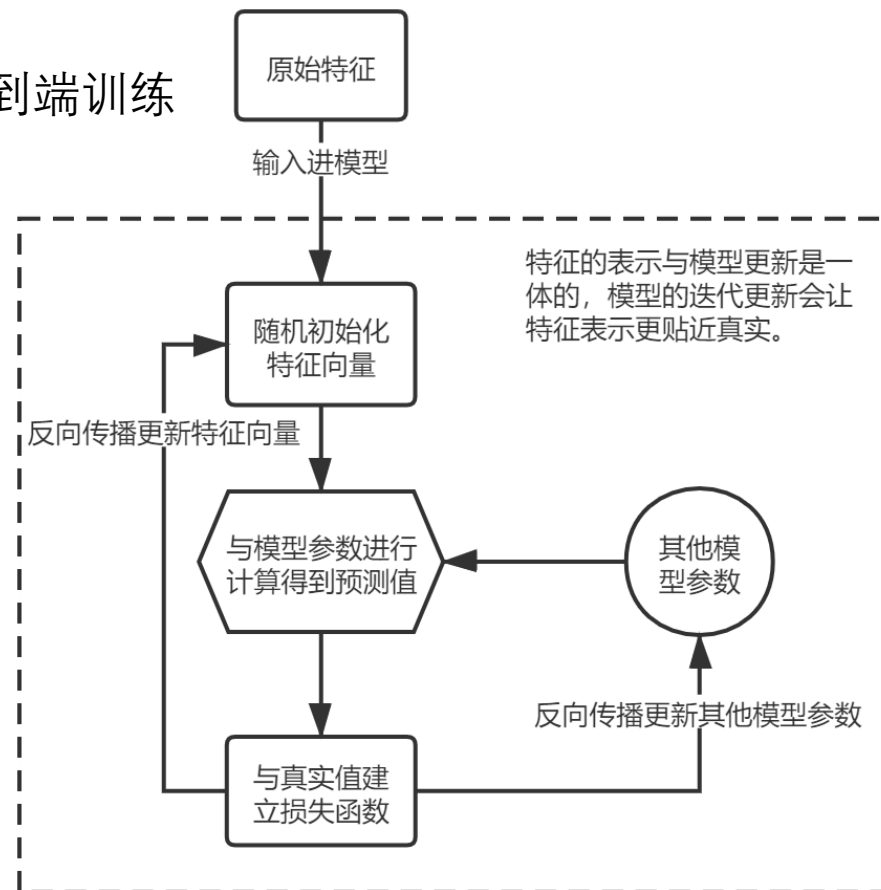 到端训练
原始特征
输入进模型
特征的表示与模型更新是一
体的，模型的迭代更新会让
特征表示更贴近真实。
随机初始化
特征向量
反向传播更新特征向量
与模型参数进行
计算得到预测值
其他模
型参数
反向传播更新其他模型参数
与真实值建
立损失函数